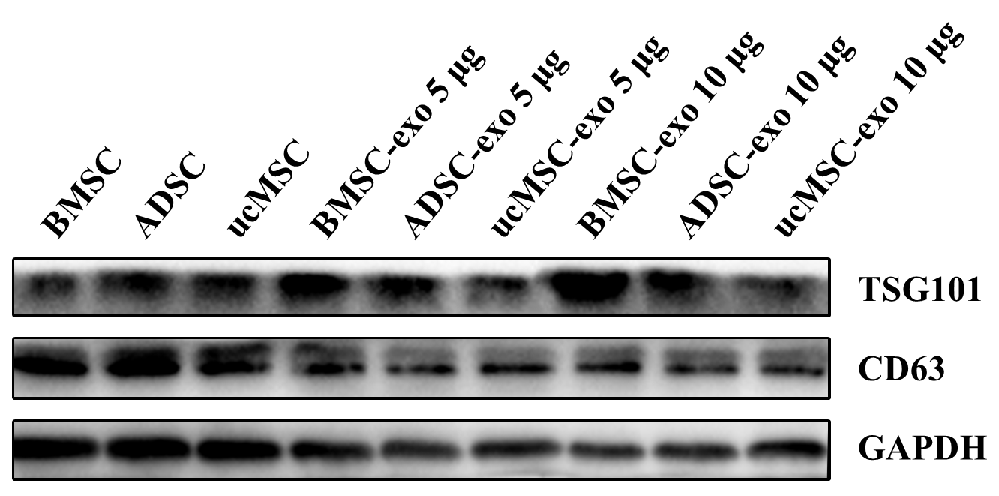 BMSC
ADSC
ucMSC
BMSC-exo 5 μg
ADSC-exo 5 μg
ucMSC-exo 5 μg
BMSC-exo 10 μg
ADSC-exo 10 μg
ucMSC-exo 10 μg
TSG101
CD63
GAPDH